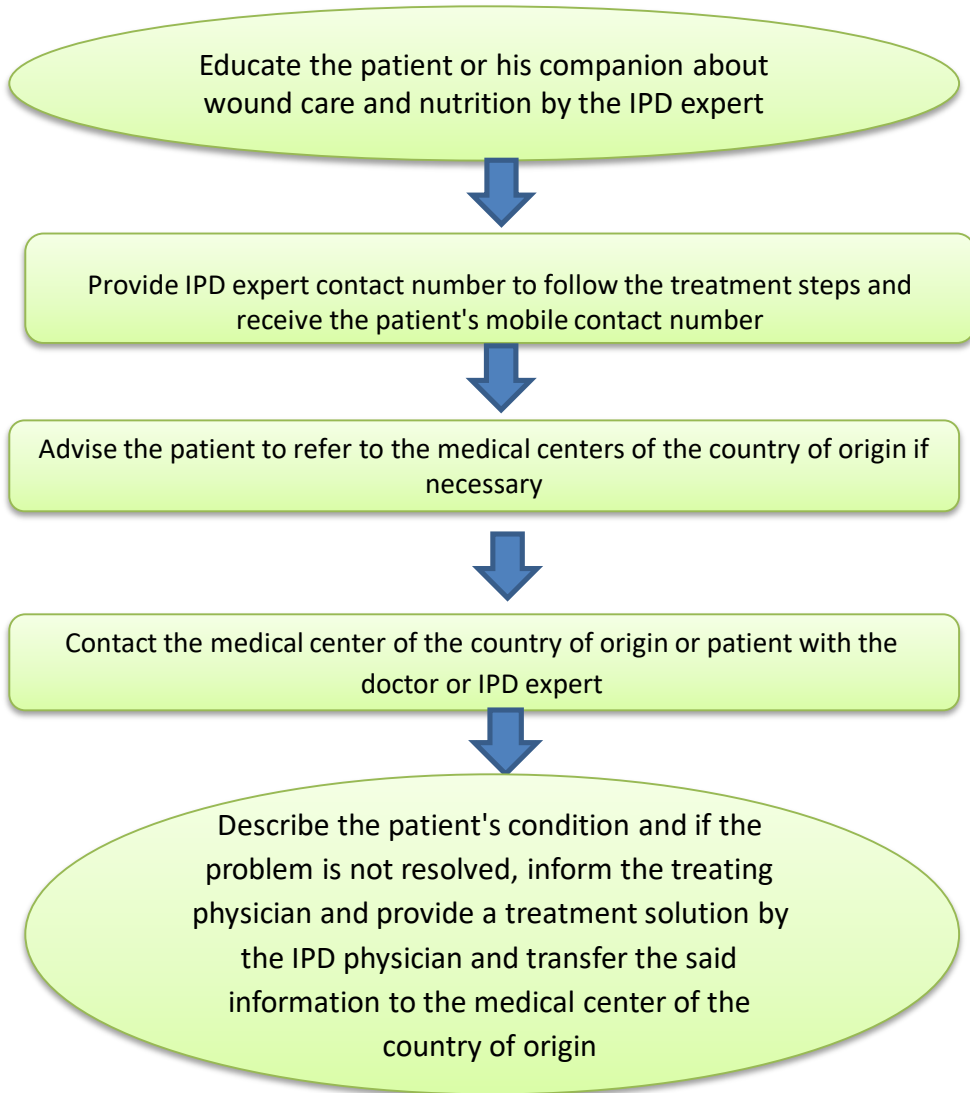 Educate the patient or his companion about
wound care and nutrition by the IPD expert
Provide IPD expert contact number to follow the treatment steps and
receive the patient's mobile contact number
Advise the patient to refer to the medical centers of the country of origin if
necessary
Contact the medical center of the country of origin or patient with the
doctor or IPD expert
Describe the patient's condition and if the
problem is not resolved, inform the treating
physician and provide a treatment solution by
the IPD physician and transfer the said
information to the medical center of the
country of origin